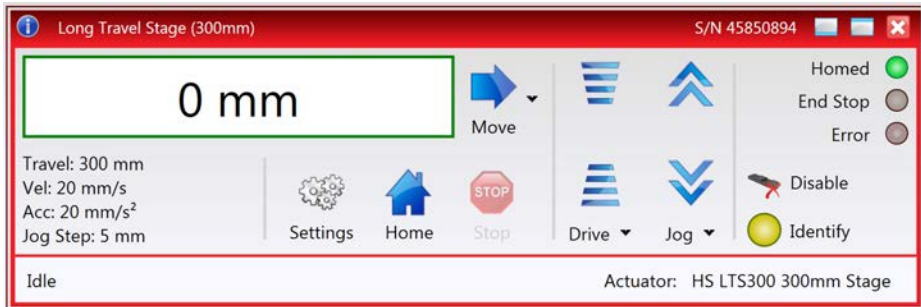 Long Travel Stage (300mm)
S/N 45850894
0 mm
Move
Homed
End Stop
Error
Travel: 300 mm
Vel: 20 mm/s
Acc: 20 mm/s²
Jog Step: 5 mm
Settings
Home
STOP
Stop
Drive
Jog
Disable
Identify
Idle
Actuator: HS LTS300 300mm Stage